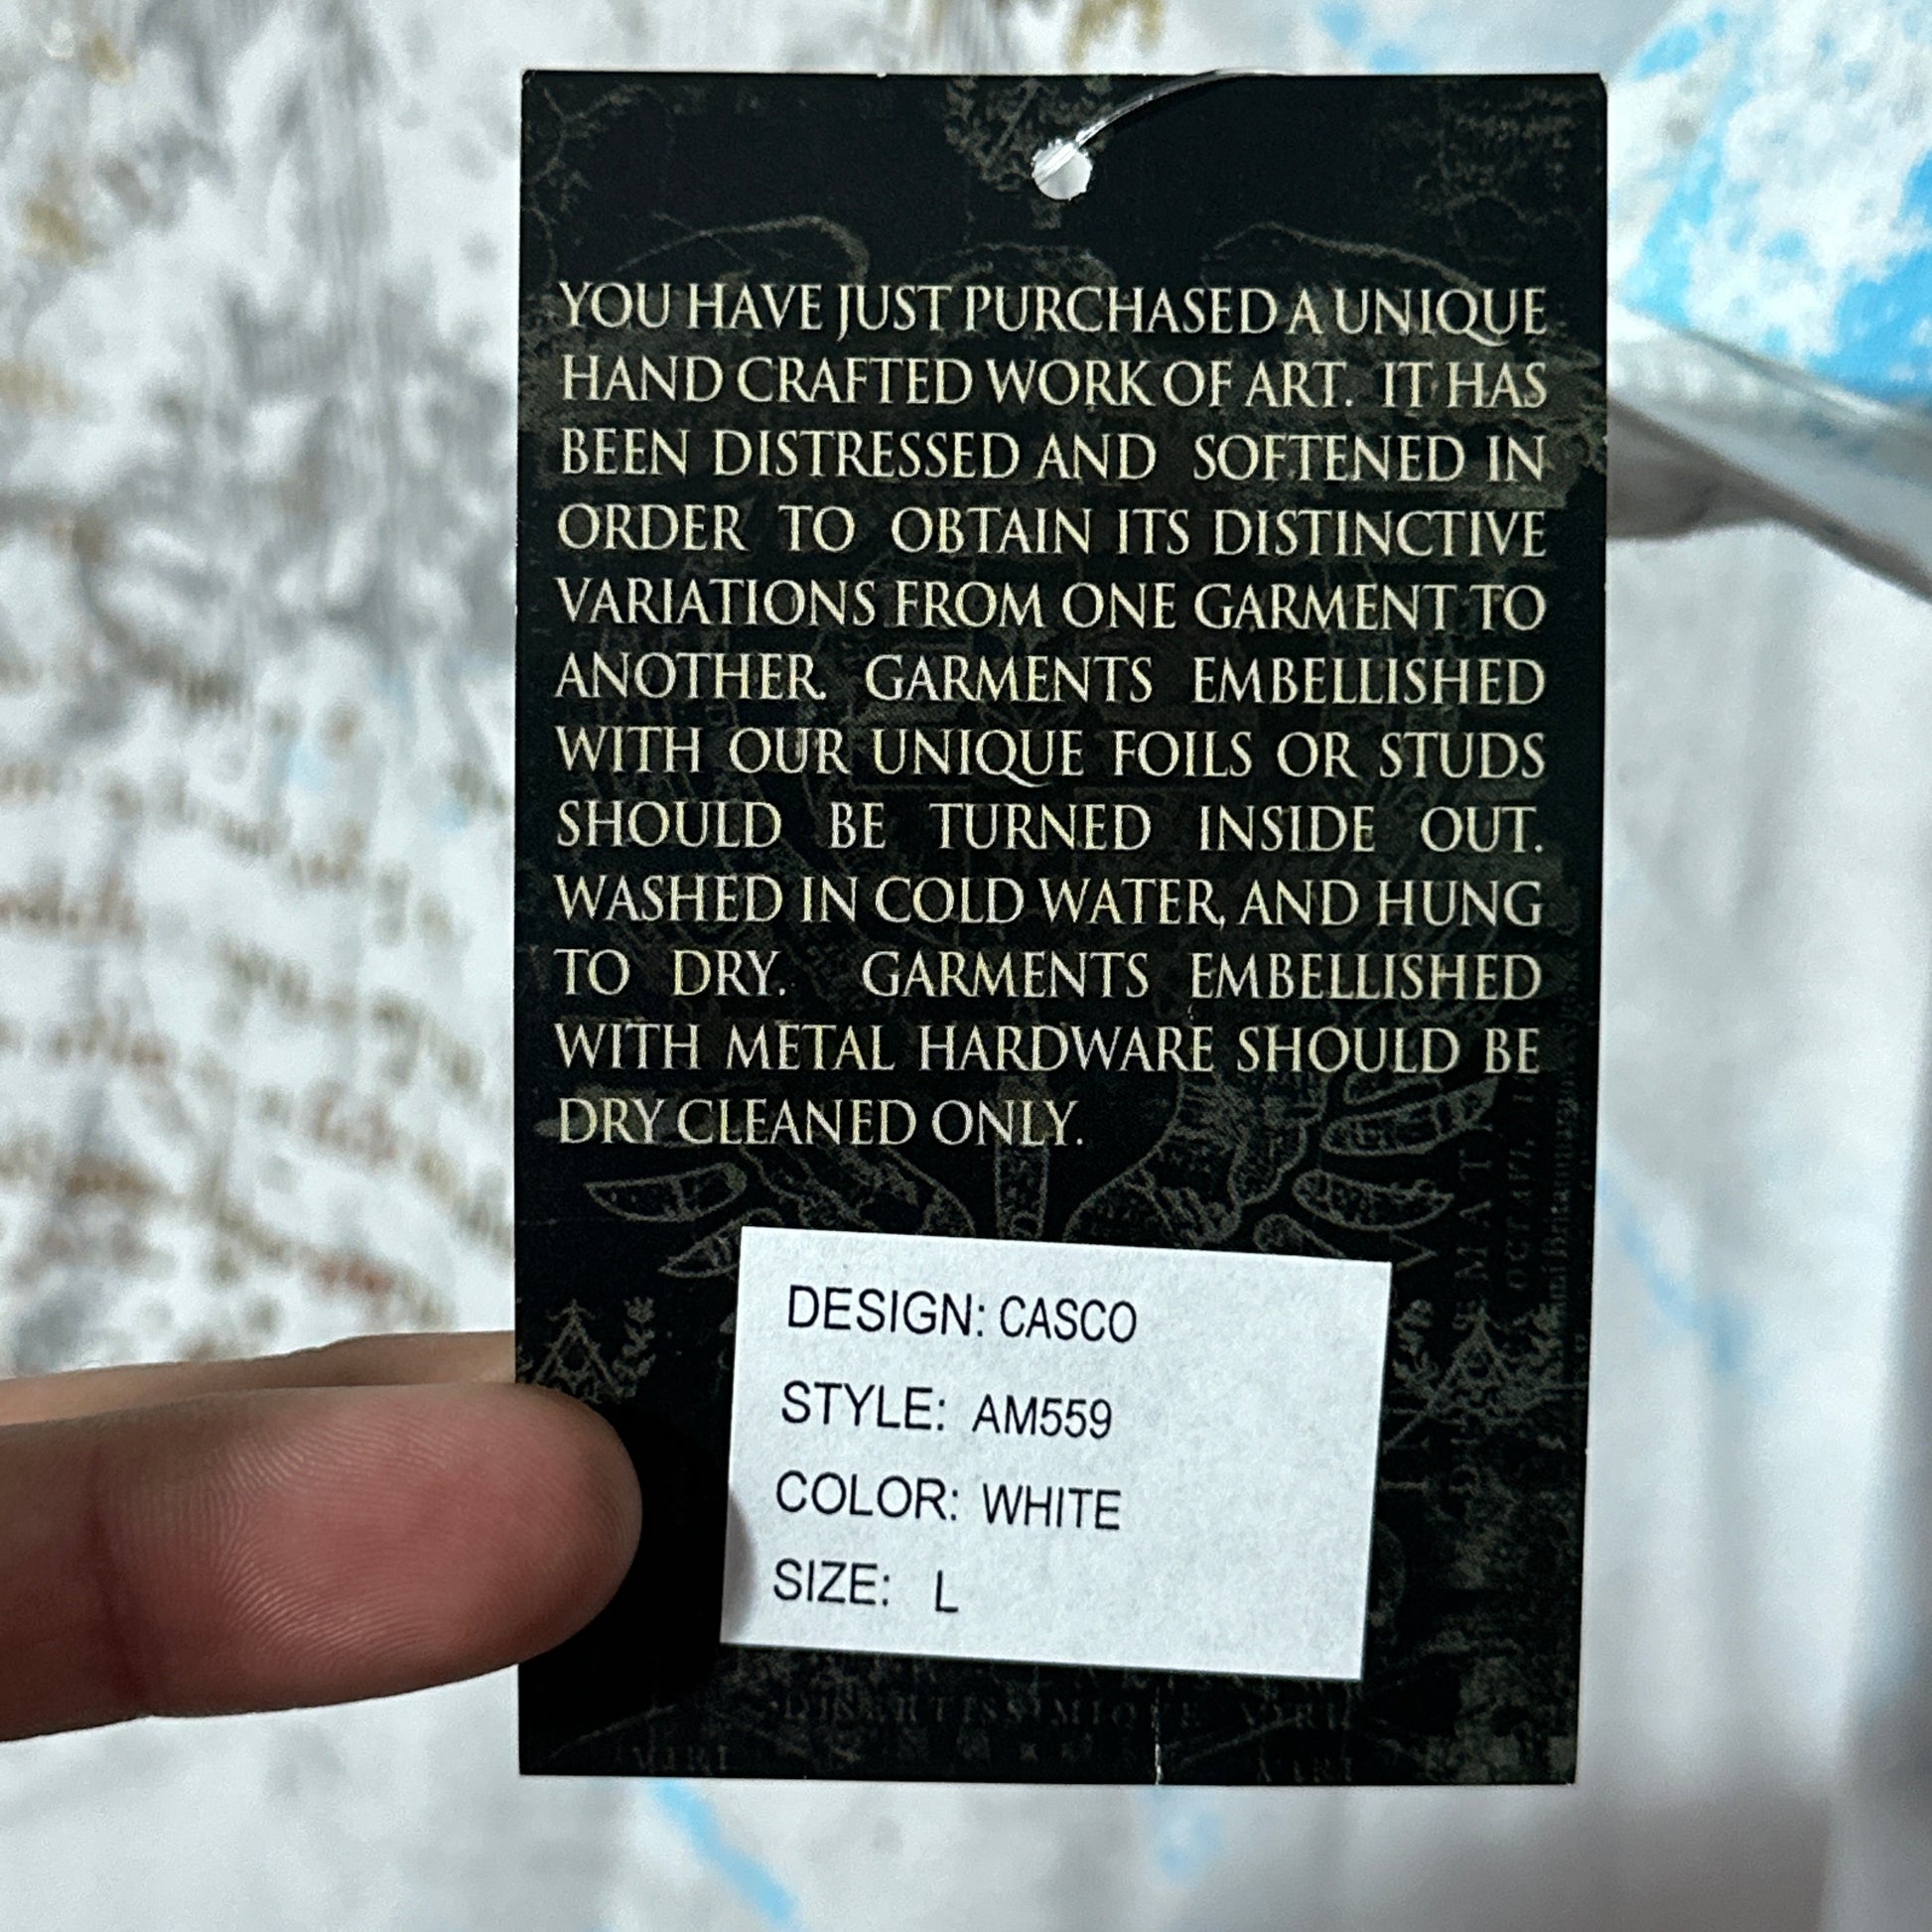 YOU HAVE JUST PURCHASED A UNIQUE
HAND CRAFTED WORK OF ART. IT HAS
BEEN DISTRESSED AND SOFTENED IN
ORDER TO OBTAIN ITS DISTINCTIVE
VARIATIONS FROM ONE GARMENT TO
ANOTHER. GARMENTS EMBELLISHED
WITH OUR UNIQUE FOILS OR STUDS
SHOULD BE TURNED INSIDE OUT.
WASHED IN COLD WATER, AND HUNG
TO DRY. GARMENTS EMBELLISHED
WITH METAL HARDWARE SHOULD BE
DRY CLEANED ONLY.
DESIGN: CASCO
STYLE: AM559
COLOR: WHITE
SIZE: L